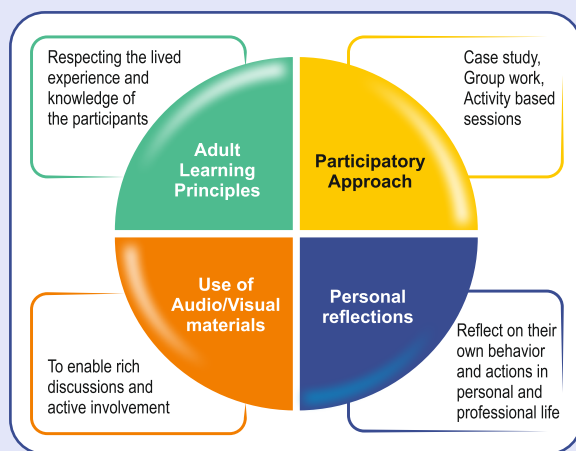 Respecting the lived
experience and
knowledge of
the participants
Adult
Learning
Principles
Case study,
Group work,
Activity based
sessions
Participatory
Approach
Use of
Audio/Visual
materials
To enable rich
discussions and
active involvement
Personal
reflections
Reflect on their
own behavior
and actions in
personal and
professional life